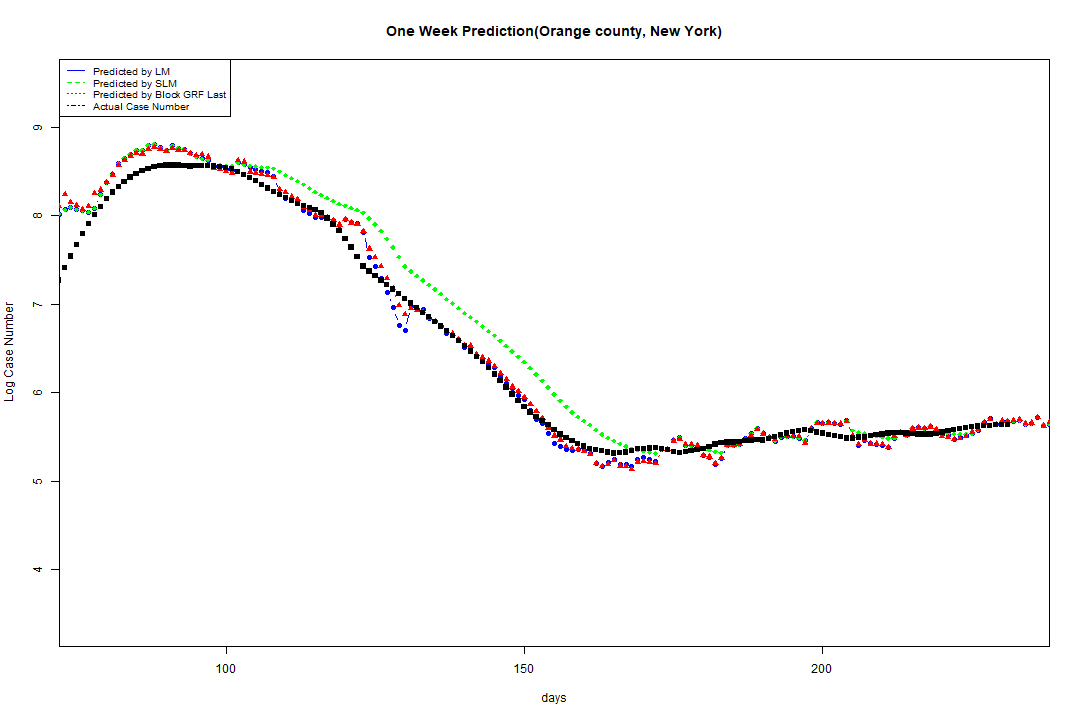 One Week Prediction(Orange county, New York)
Predicted by LM
Predicted by SLM
Predicted by Block GRF Last
Actual Case Number
9
8
7
6
5
4
Log Case Number
100 150 200
days